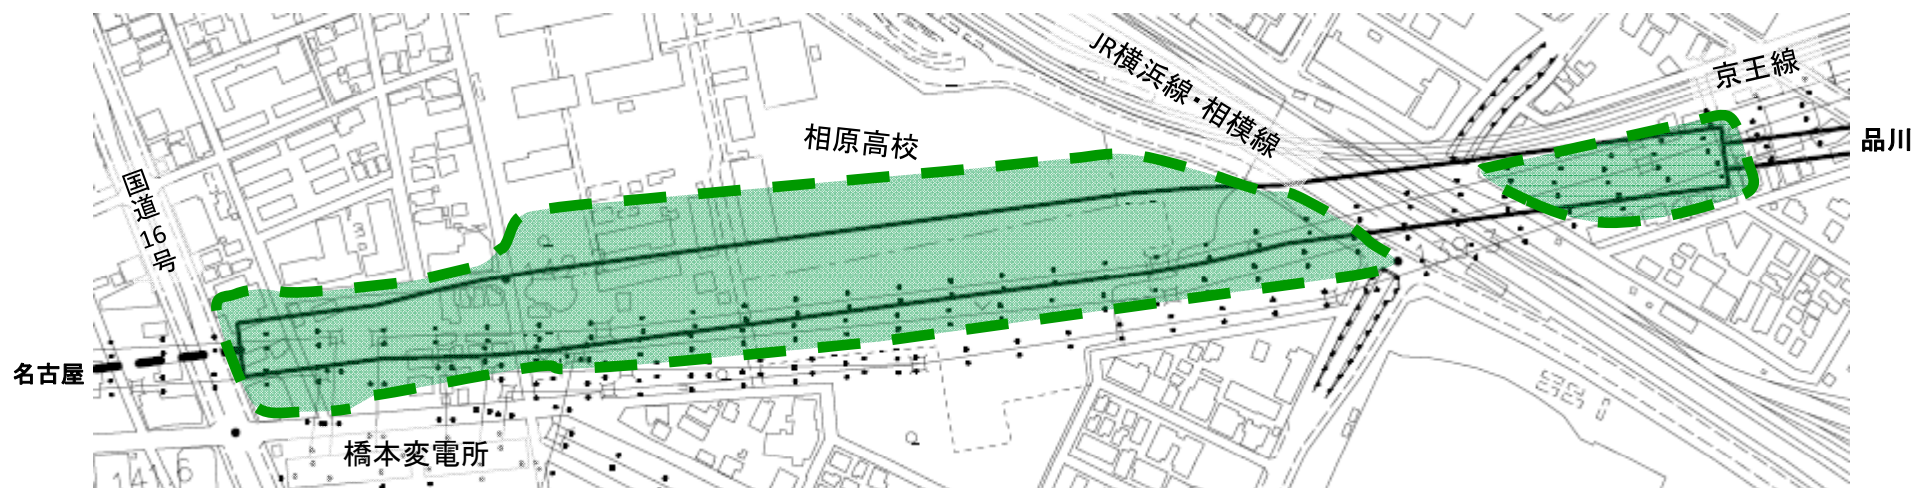 京王線
JR横浜線・相模線
相原高校
品川
国道16号
名古屋
橋本変電所